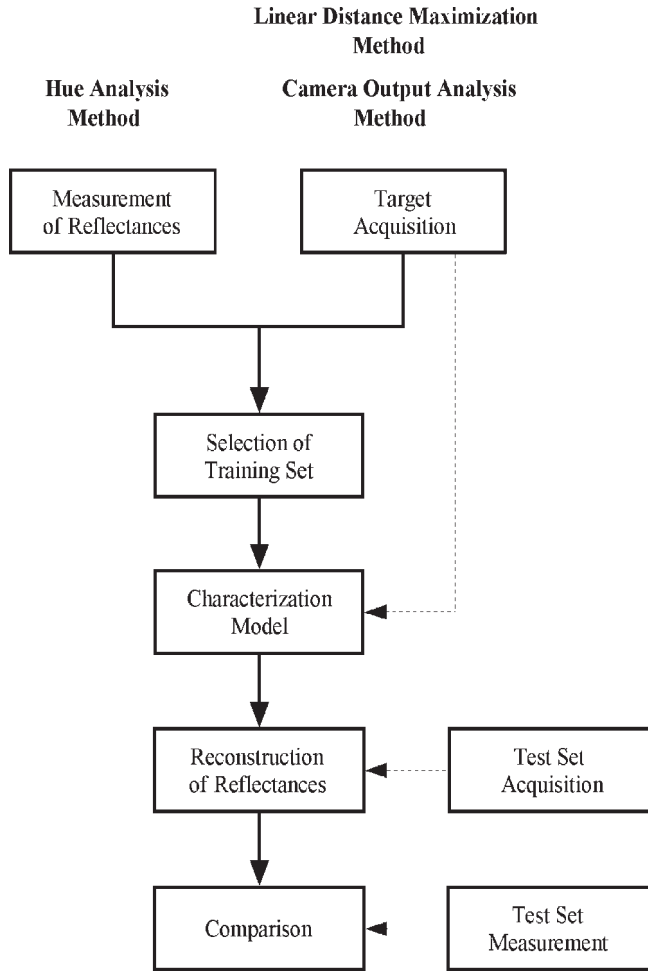 Linear Distance Maximization
Method
Hue Analysis
Method
Camera Output Analysis
Method
Measurement
of Reflectances
Target
Acquisition
Selection of
Training Set
Characterization
Model
Reconstruction
of Reflectances
Test Set
Acquisition
Comparison
Test Set
Measurement